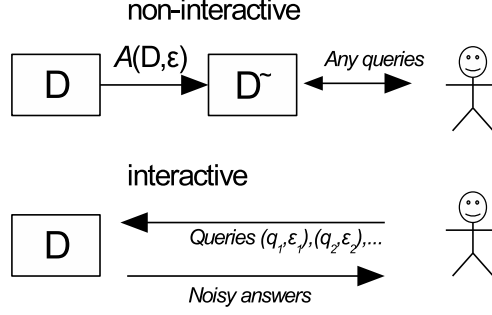 non-interactive
A(D,ε)
D
D~
Any queries
interactive
D
Queries (q₁,ε₁),(q₂,ε₂),...
Noisy answers